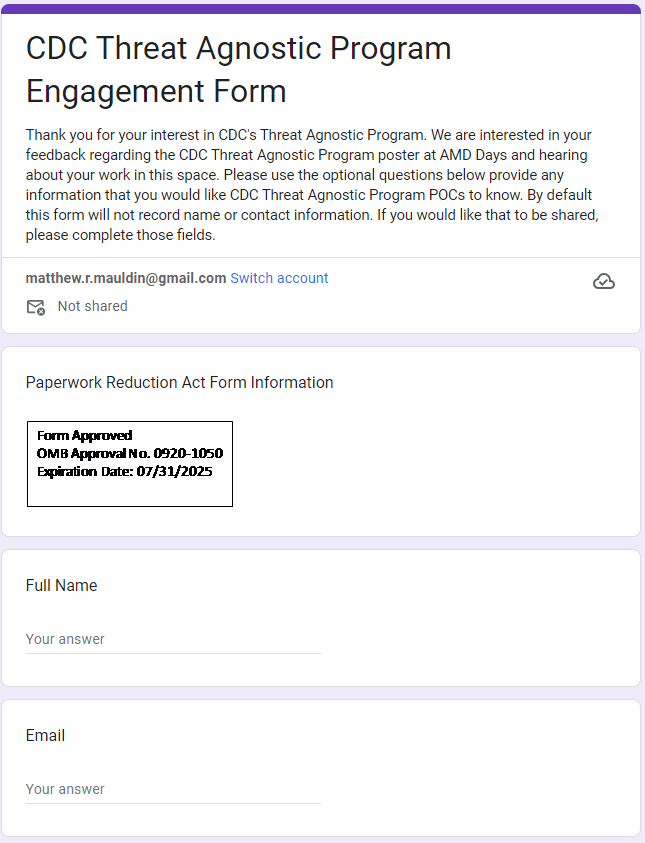 CDC Threat Agnostic Program
Engagement Form
Thank you for your interest in CDC's Threat Agnostic Program. We are interested in your
feedback regarding the CDC Threat Agnostic Program poster at AMD Days and hearing
about your work in this space. Please use the optional questions below provide any
information that you would like CDC Threat Agnostic Program POCs to know. By default
this form will not record name or contact information. If you would like that to be shared,
please complete those fields.
matthew.r.mauldin@gmail.com Switch account
Not shared
Paperwork Reduction Act Form Information
Form Approved
OMB Approval No. 0920-1050
Expiration Date: 07/31/2025
Full Name
Your answer
Email
Your answer